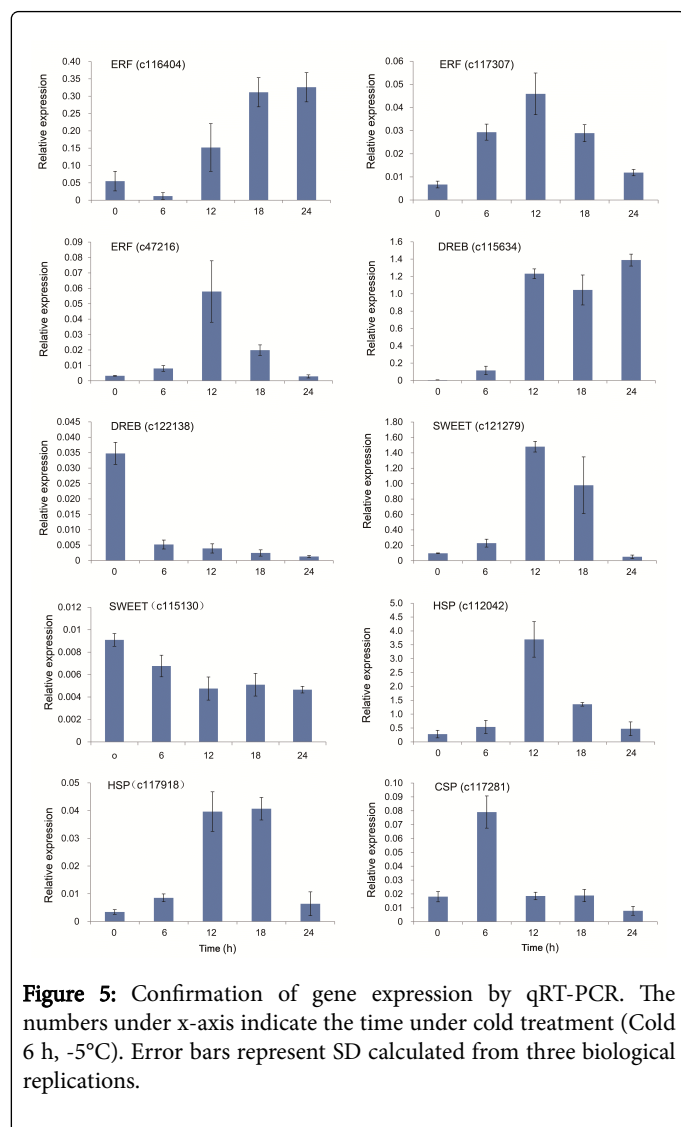 ERF (c116404)
Relative expression
0.40
0.35
0.30
0.25
0.20
0.15
0.10
0.05
0
0 6 12 18 24
ERF (c117307)
Relative expression
0.06
0.05
0.04
0.03
0.02
0.01
0
0 6 12 18 24
ERF (c47216)
Relative expression
0.09
0.08
0.07
0.06
0.05
0.04
0.03
0.02
0.01
0
0 6 12 18 24
DREB (c115634)
Relative expression
1.6
1.4
1.2
1.0
0.8
0.6
0.4
0.2
0
0 6 12 18 24
DREB (c122138)
Relative expression
0.045
0.040
0.035
0.030
0.025
0.020
0.015
0.010
0.005
0
0 6 12 18 24
SWEET (c121279)
Relative expression
1.80
1.60
1.40
1.20
1.00
0.80
0.60
0.40
0.20
0
0 6 12 18 24
SWEET（c115130）
Relative expression
0.012
0.01
0.008
0.006
0.004
0.002
0
o 6 12 18 24
HSP (c112042)
Relative expression
5.0
4.5
4.0
3.5
3.0
2.5
2.0
1.5
1.0
0.5
0
0 6 12 18 24
HSP（c117918）
Relative expression
0.05
0.04
0.03
0.02
0.01
0
0 6 12 18 24
Time (h)
CSP (c117281)
Relative expression
0.10
0.09
0.08
0.07
0.06
0.05
0.04
0.03
0.02
0.01
0
0 6 12 18 24
Time (h)
Figure 5: Confirmation of gene expression by qRT-PCR. The
numbers under x-axis indicate the time under cold treatment (Cold
6 h, -5°C). Error bars represent SD calculated from three biological
replications.